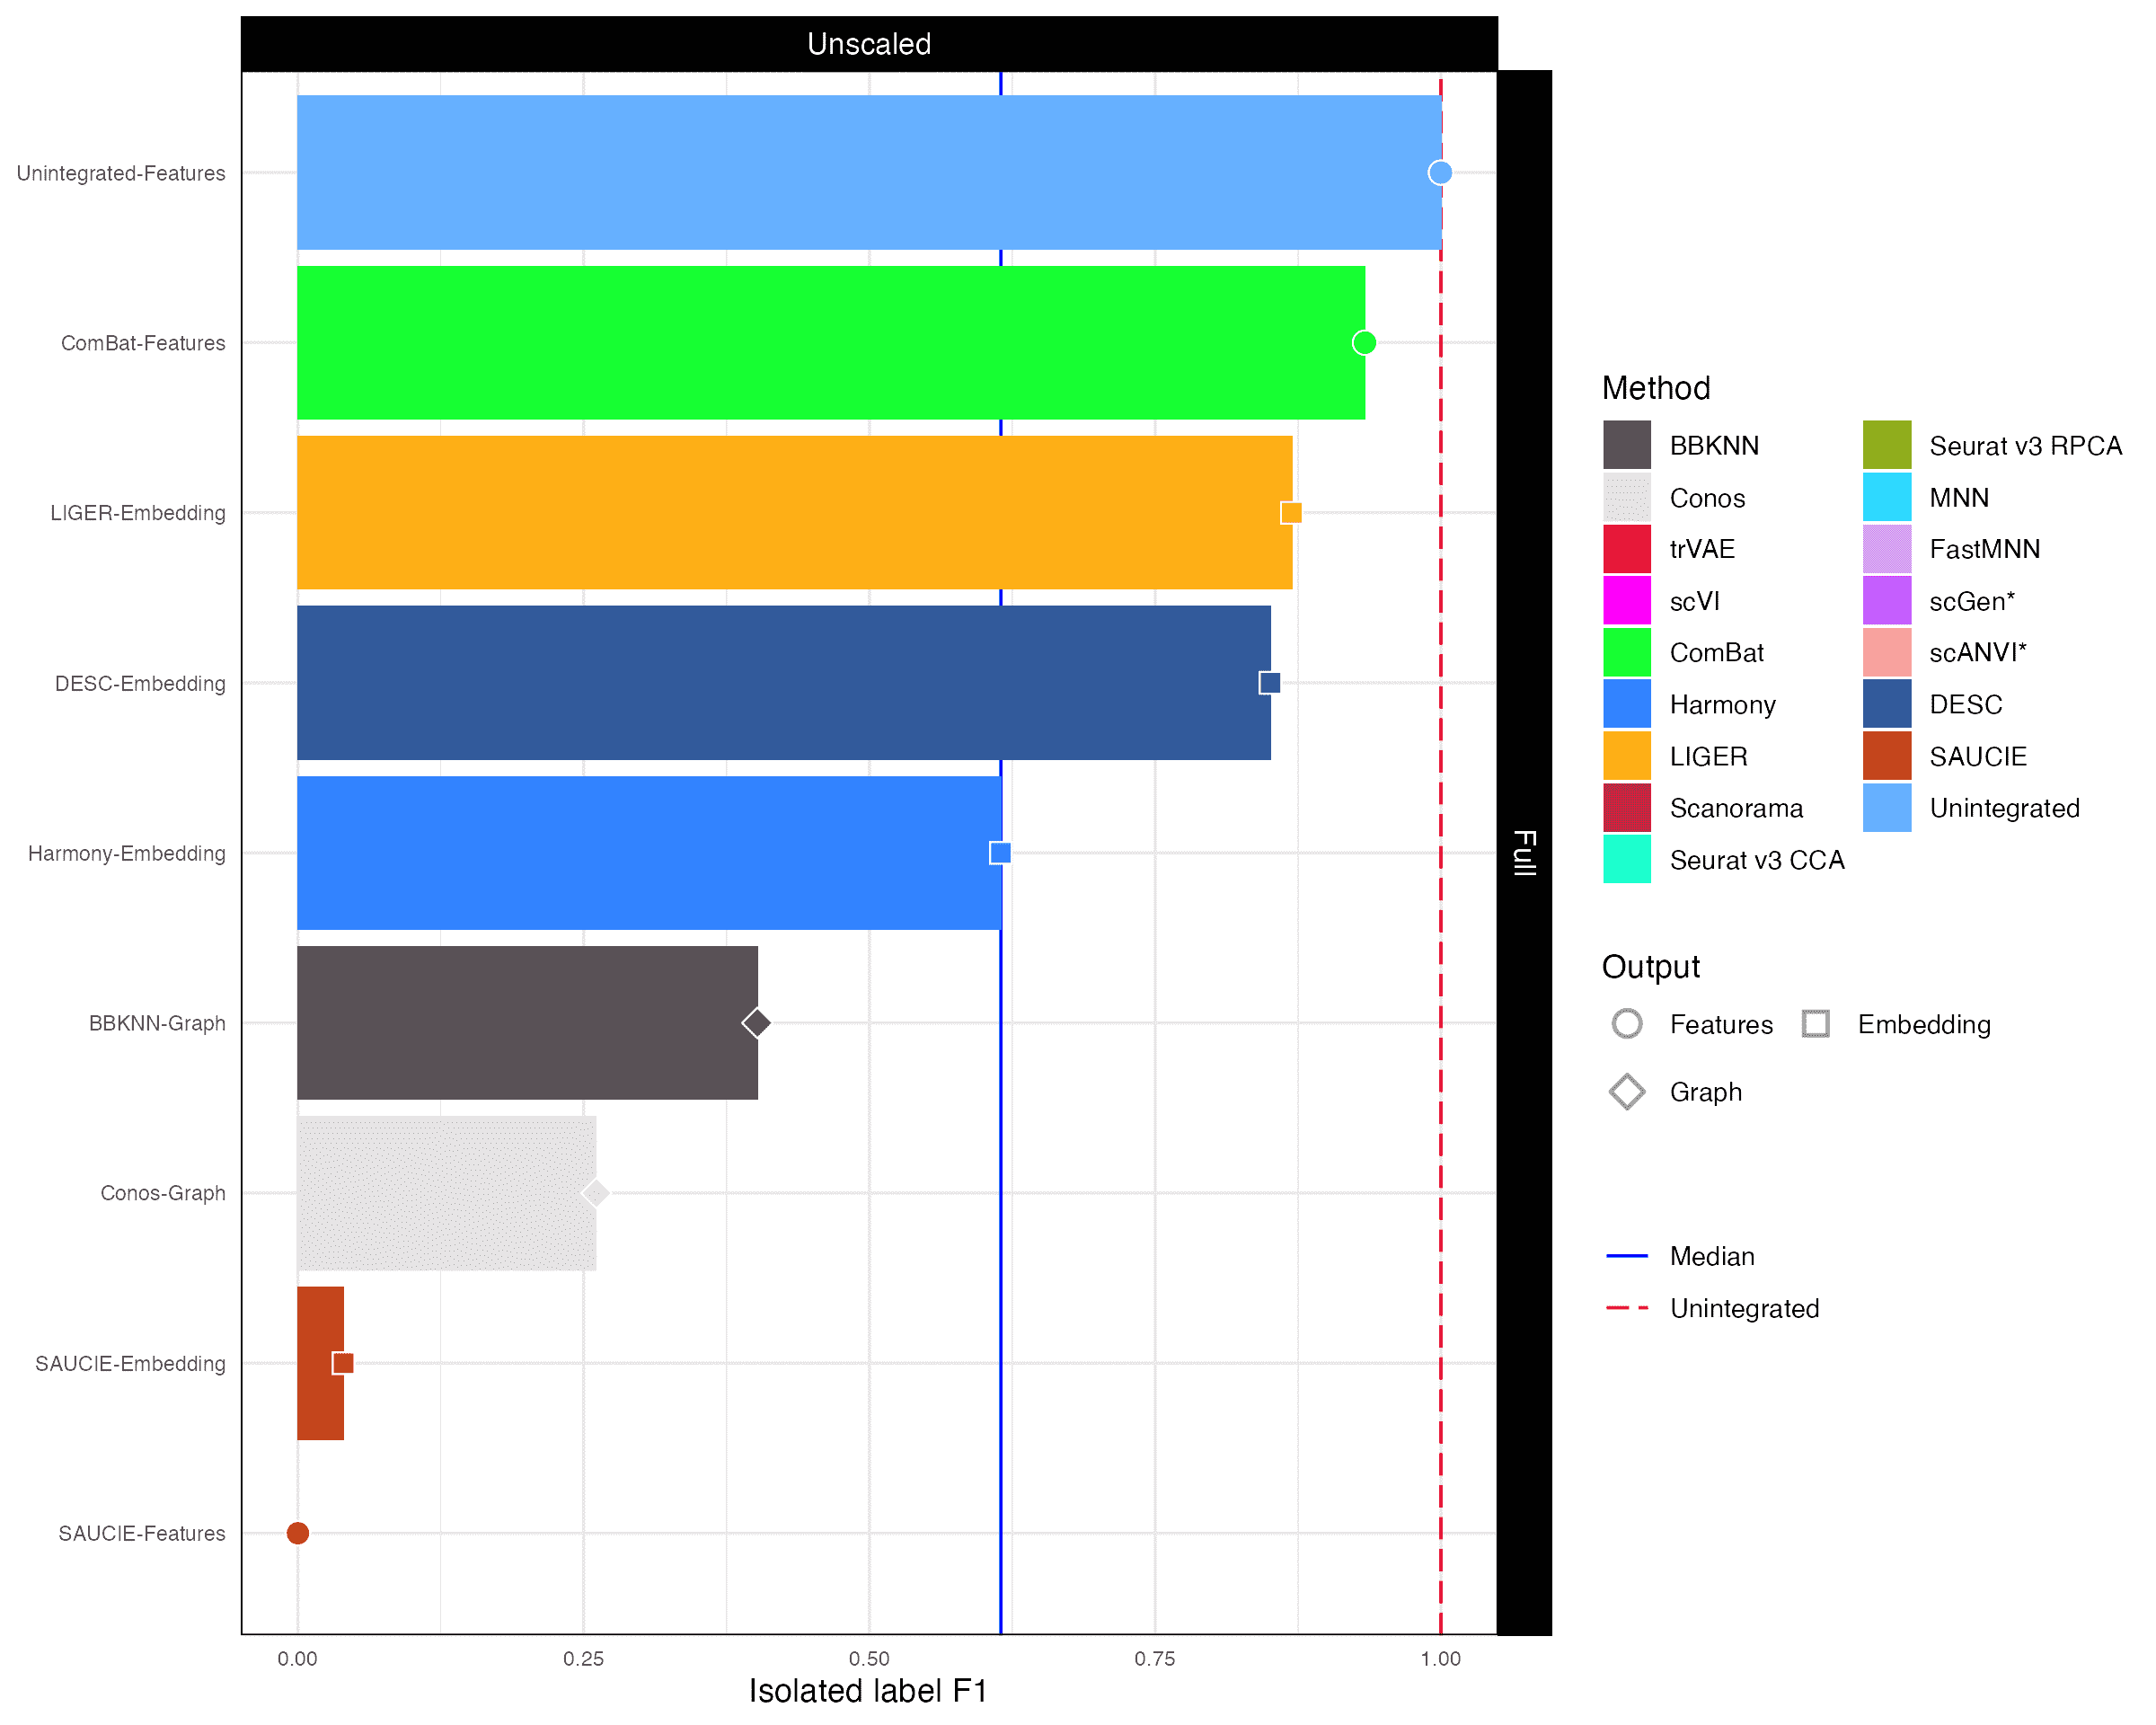 Unscaled
Unintegrated-Features
ComBat-Features
LIGER-Embedding
DESC-Embedding
Harmony-Embedding
BBKNN-Graph
Conos-Graph
SAUCIE-Embedding
SAUCIE-Features
0.00 0.25 0.50 0.75 1.00
Isolated label F1
Full
Method
BBKNN Seurat v3 RPCA
Conos MNN
trVAE FastMNN
scVI scGen*
ComBat scANVI*
Harmony DESC
LIGER SAUCIE
Scanorama Unintegrated
Seurat v3 CCA
Output
Features Embedding
Graph
Median
Unintegrated